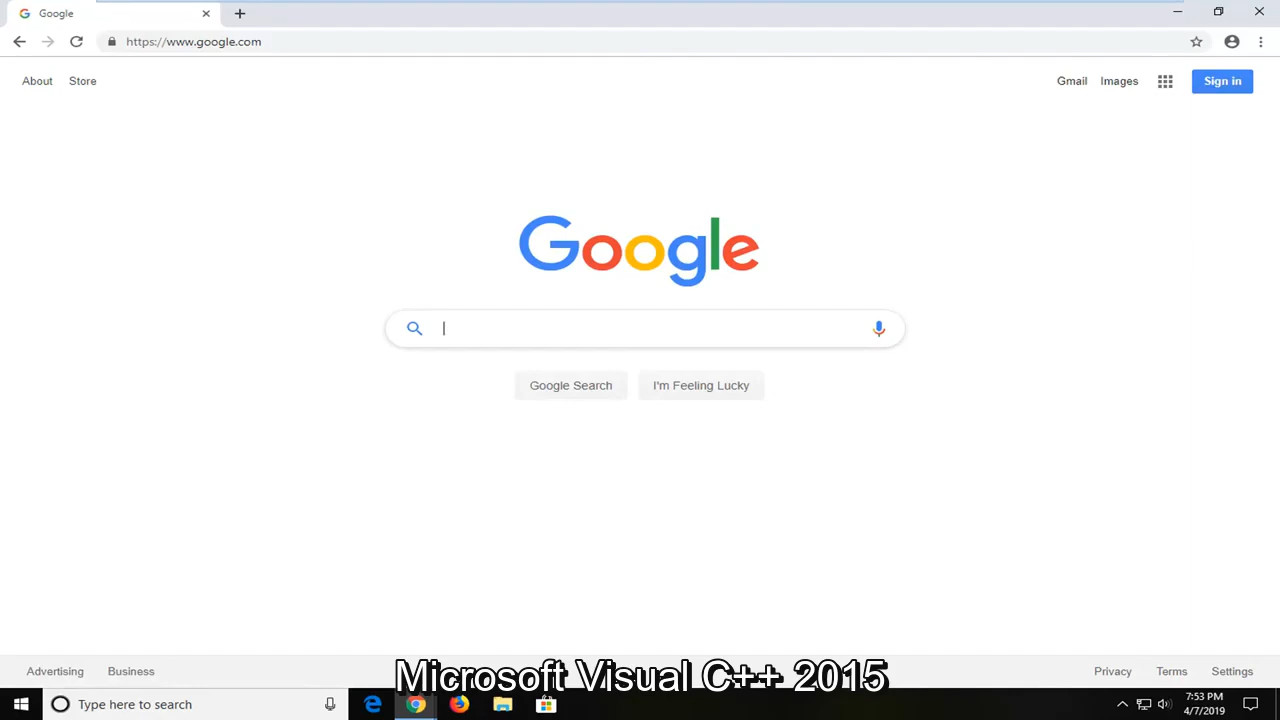 Google
https://www.google.com
About Store
Gmail Images Sign in
Google
Google Search I'm Feeling Lucky
Advertising Business
Privacy Terms Settings
Microsoft Visual C++ 2015
Type here to search
7:53 PM
4/7/2019